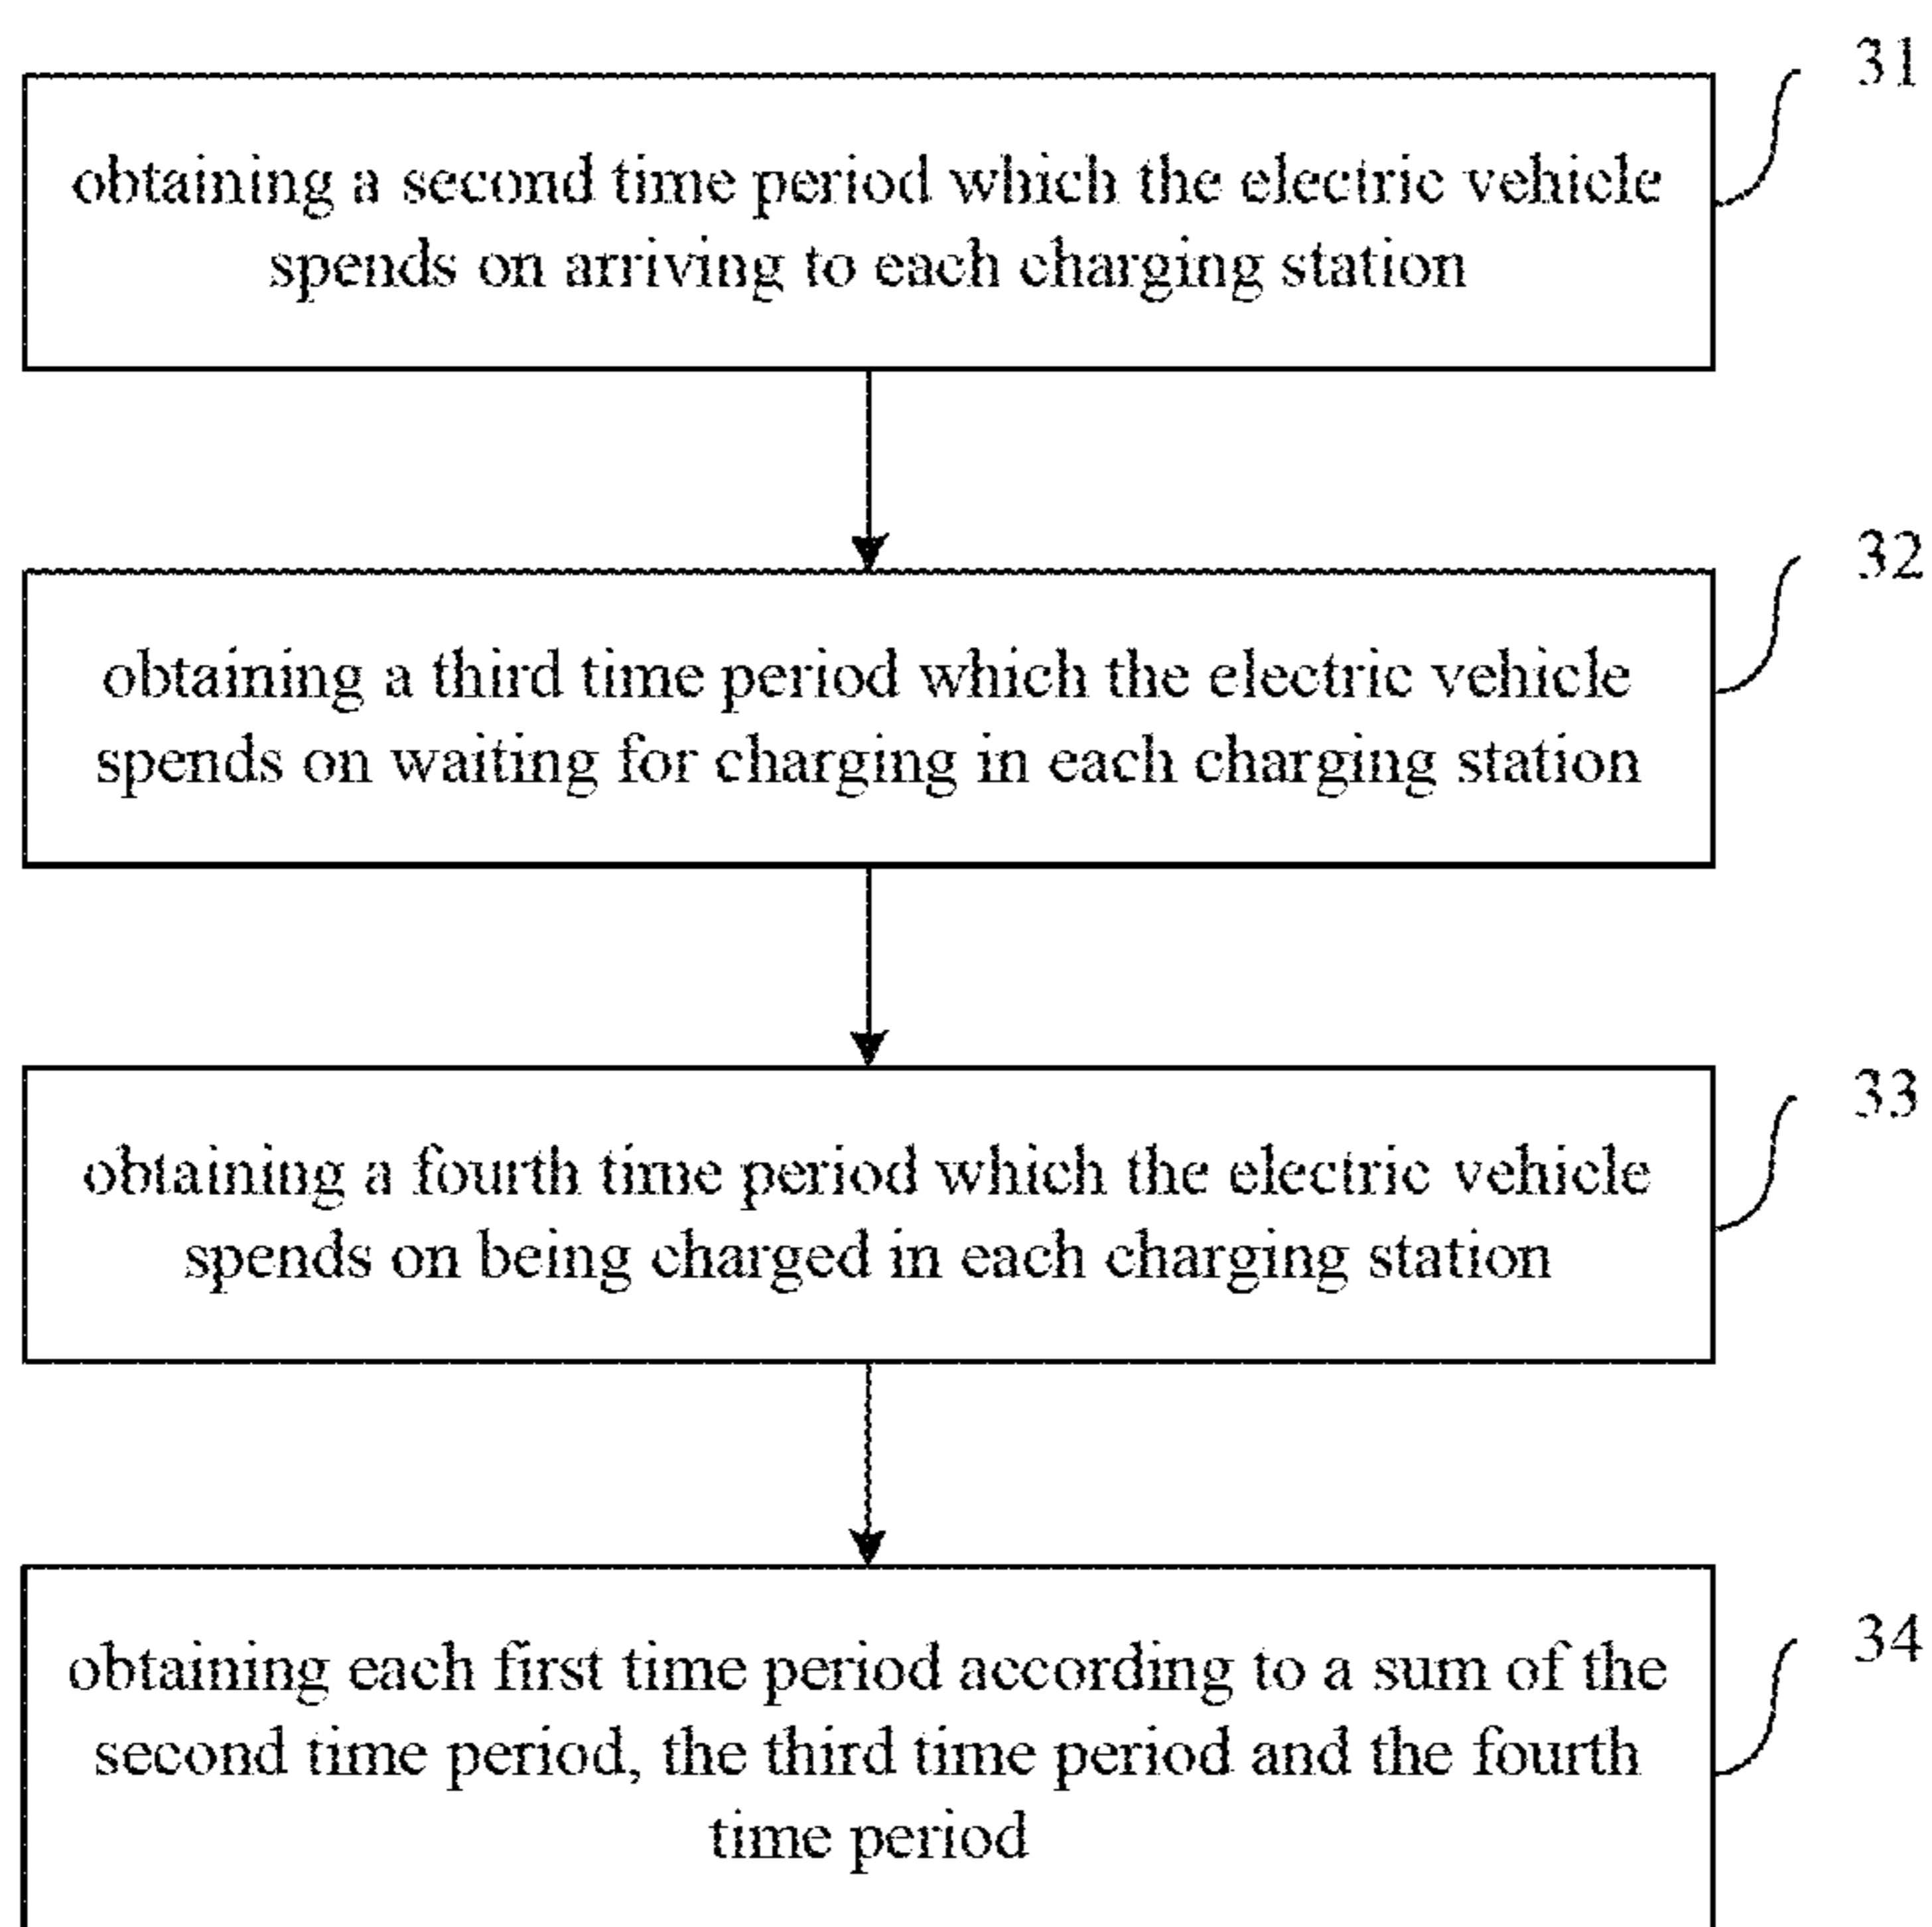 31
obtaining a second time period which the electric vehicle
spends on arriving to each charging station
32
obtaining a third time period which the electric vehicle
spends on waiting for charging in each charging station
33
obtaining a fourth time period which the electric vehicle
spends on being charged in each charging station
34
obtaining each first time period according to a sum of the
second time period, the third time period and the fourth
time period